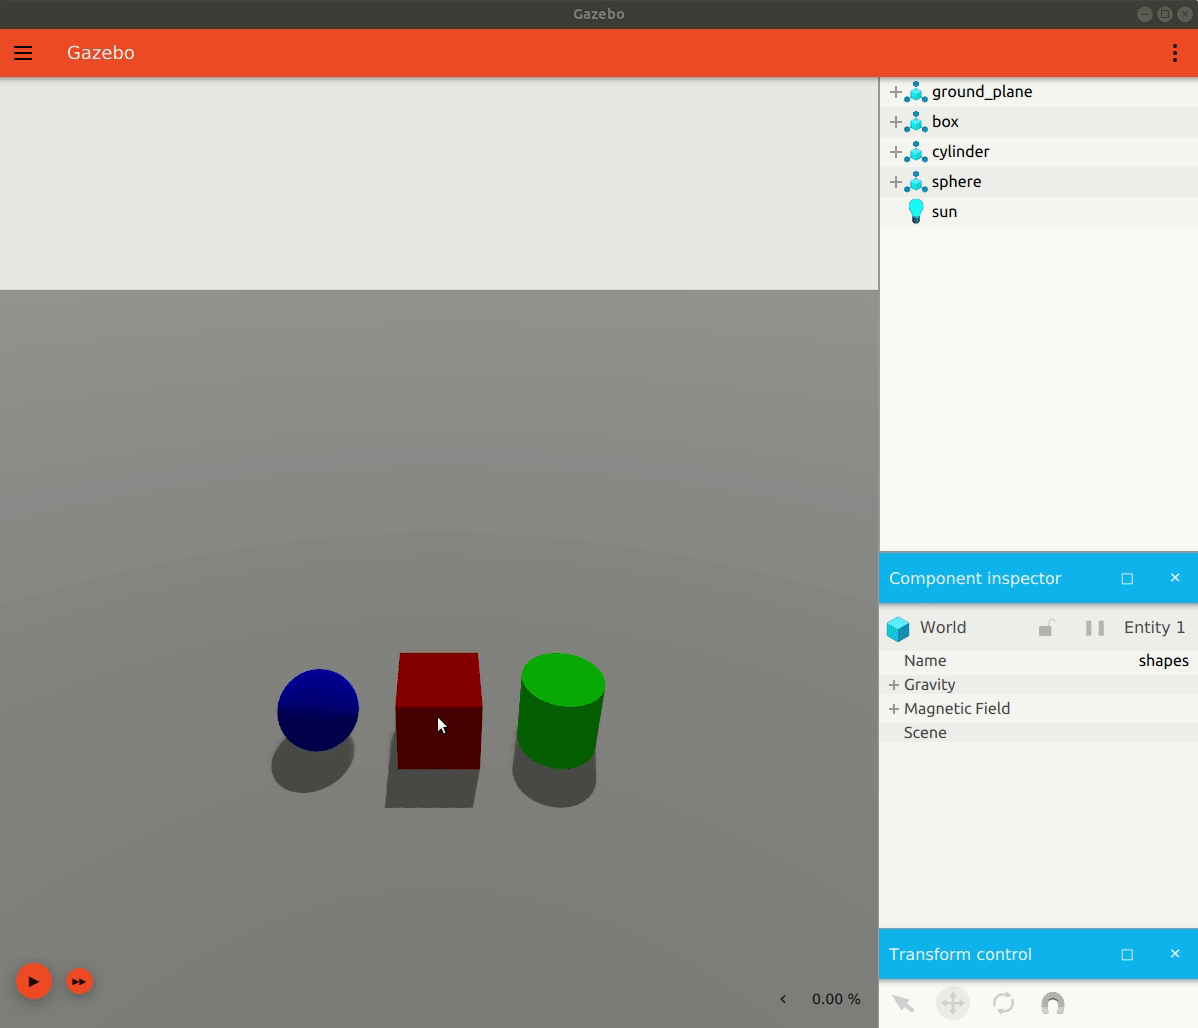 Gazebo
Gazebo
ground_plane
box
cylinder
sphere
sun
Component inspector
World Entity 1
Name shapes
Gravity
Magnetic Field
Scene
Transform control
0.00 %